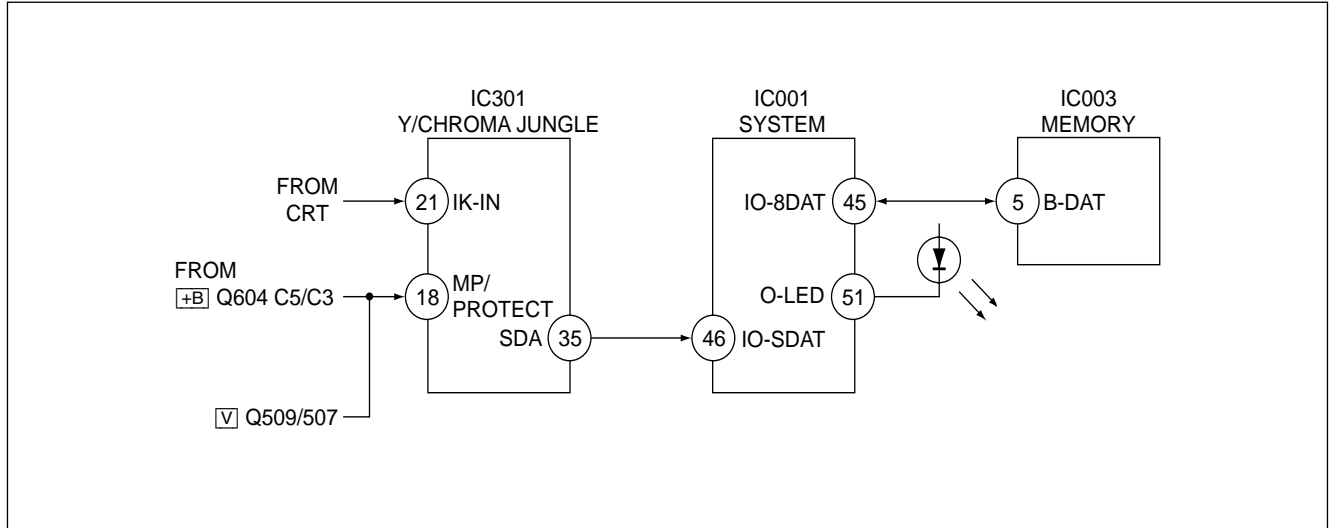 IC301
Y/CHROMA JUNGLE
IC001
SYSTEM
IC003
MEMORY
FROM
CRT
21 IK-IN
IO-8DAT 45
5 B-DAT
FROM
+B Q604 C5/C3
18 MP/
PROTECT
O-LED 51
SDA 35
46 IO-SDAT
V Q509/507